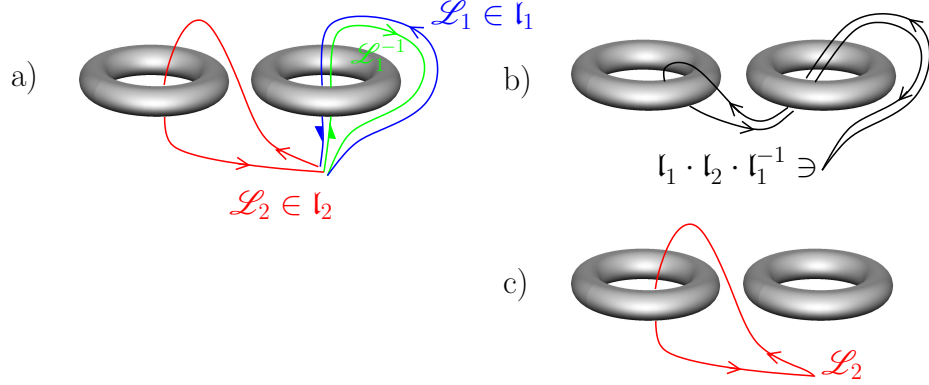 ℒ₁ ∈ 𝔩₁
a)
ℒ₁⁻¹
b)
𝔩₁ · 𝔩₂ · 𝔩₁⁻¹ ∋
ℒ₂ ∈ 𝔩₂
c)
ℒ₂